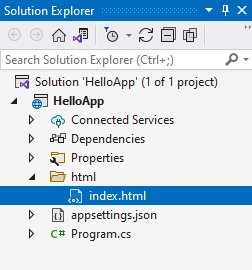 Solution Explorer
Search Solution Explorer (Ctrl+;)
Solution 'HelloApp' (1 of 1 project)
HelloApp
Connected Services
Dependencies
Properties
html
index.html
appsettings.json
C# Program.cs